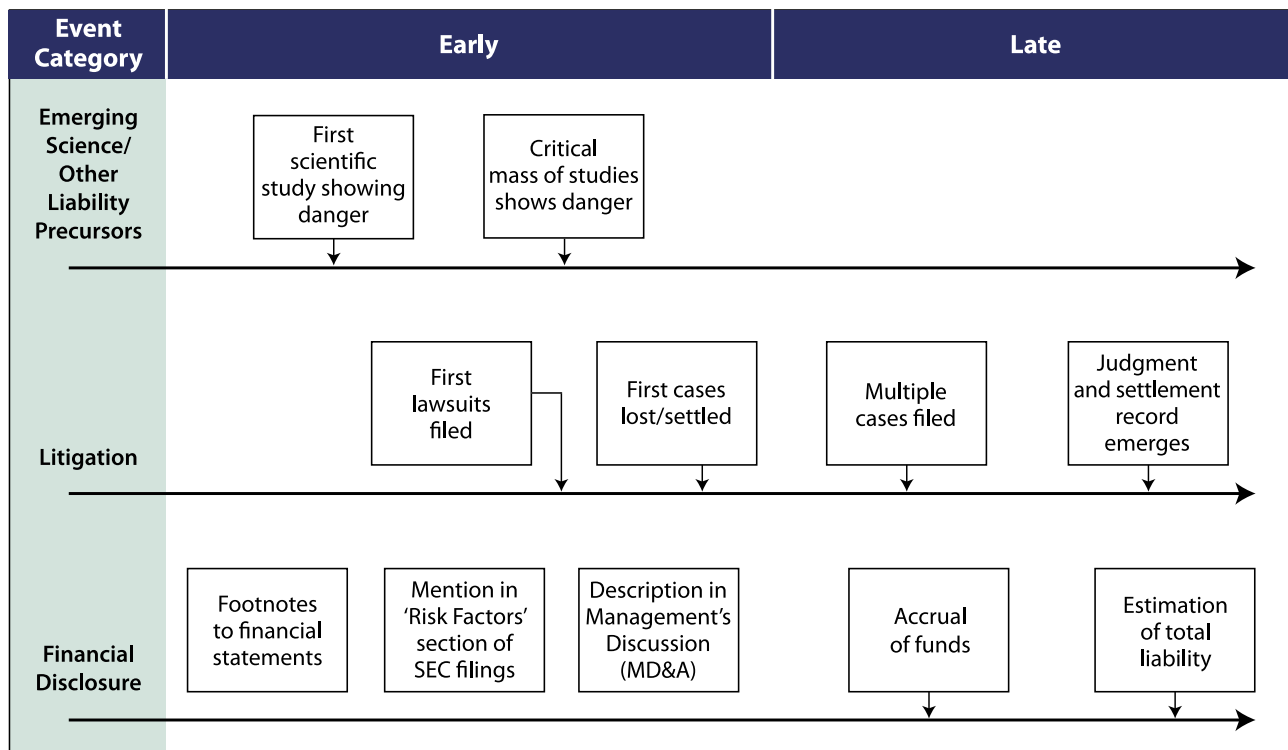 Event
Category
Early
Late
Emerging
Science/
Other
Liability
Precursors
First
scientific
study showing
danger
Critical
mass of studies
shows danger
Litigation
First
lawsuits
filed
First cases
lost/settled
Multiple
cases filed
Judgment
and settlement
record
emerges
Financial
Disclosure
Footnotes
to financial
statements
Mention in
‘Risk Factors’
section of
SEC filings
Description in
Management’s
Discussion
(MD&A)
Accrual
of funds
Estimation
of total
liability